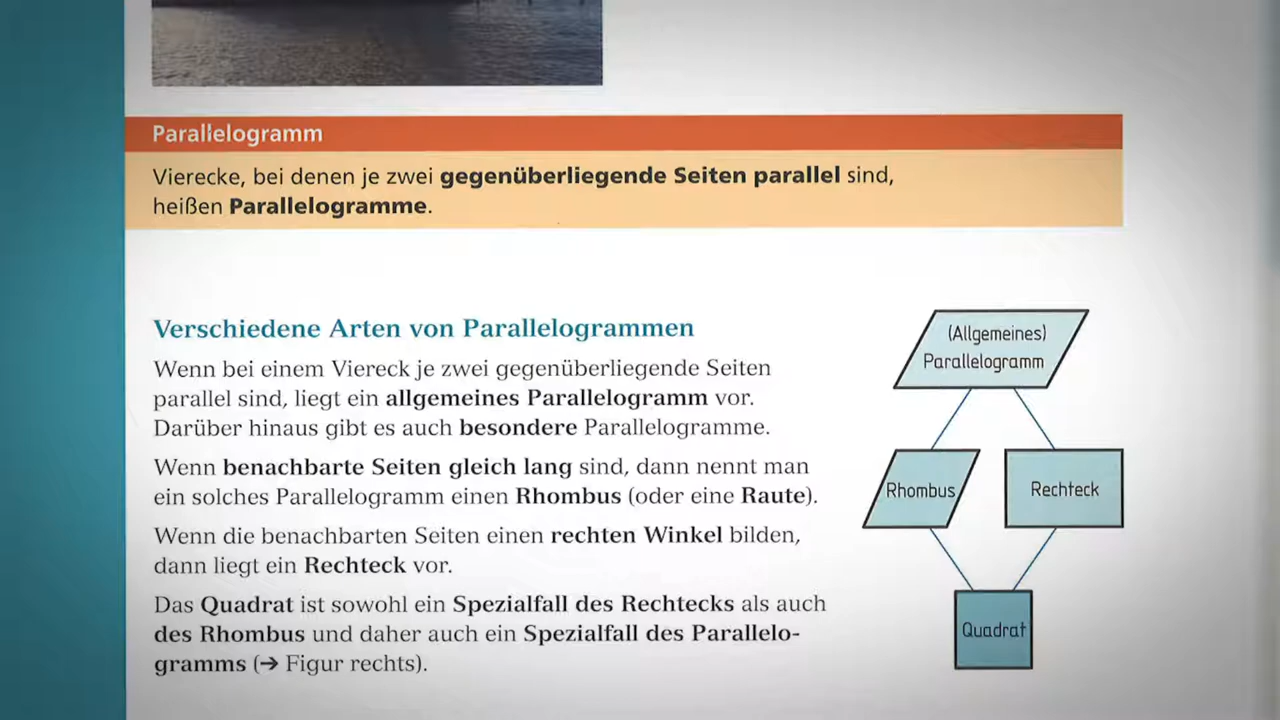 Parallelogramm
Vierecke, bei denen je zwei gegenüberliegende Seiten parallel sind,
heißen Parallelogramme.
Verschiedene Arten von Parallelogrammen
Wenn bei einem Viereck je zwei gegenüberliegende Seiten
parallel sind, liegt ein allgemeines Parallelogramm vor.
Darüber hinaus gibt es auch besondere Parallelogramme.
Wenn benachbarte Seiten gleich lang sind, dann nennt man
ein solches Parallelogramm einen Rhombus (oder eine Raute).
Wenn die benachbarten Seiten einen rechten Winkel bilden,
dann liegt ein Rechteck vor.
Das Quadrat ist sowohl ein Spezialfall des Rechtecks als auch
des Rhombus und daher auch ein Spezialfall des Parallelo-
gramms (➔ Figur rechts).
(Allgemeines)
Parallelogramm
Rhombus
Rechteck
Quadrat